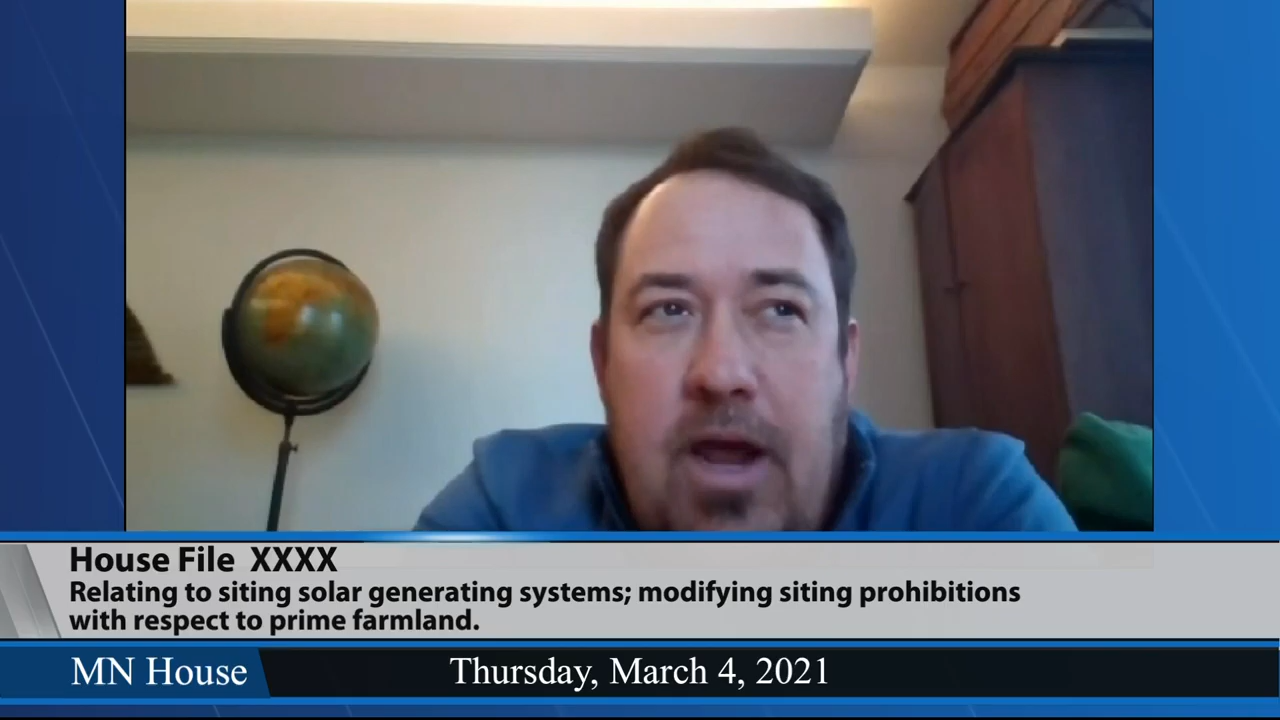 House File XXXX
Relating to siting solar generating systems; modifying siting prohibitions
with respect to prime farmland.
MN House
Thursday, March 4, 2021